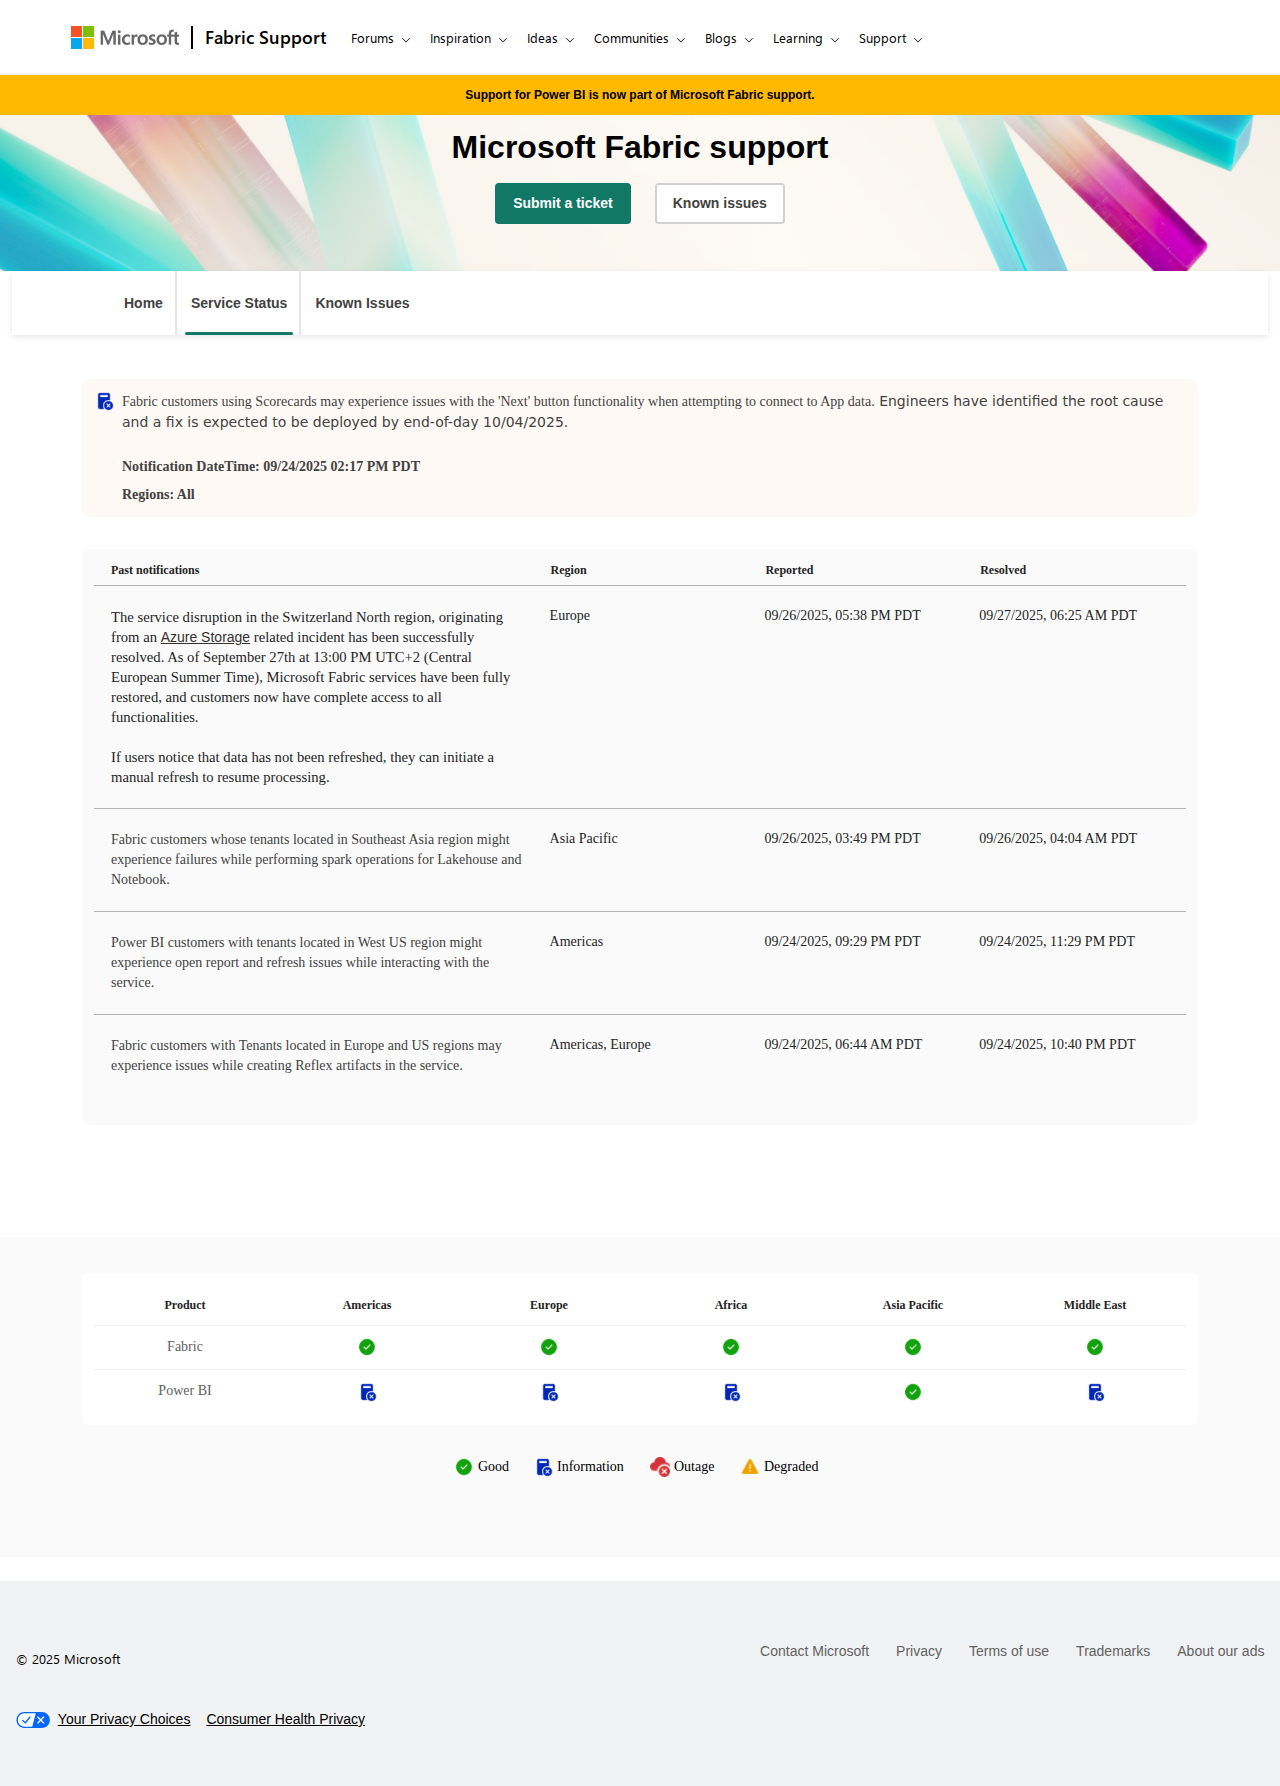 Microsoft Fabric Support Forums Inspiration Ideas Communities Blogs Learning Support
Support for Power BI is now part of Microsoft Fabric support.
Microsoft Fabric support
Submit a ticket Known issues
Home Service Status Known Issues
Fabric customers using Scorecards may experience issues with the 'Next' button functionality when attempting to connect to App data. Engineers have identified the root cause
and a fix is expected to be deployed by end-of-day 10/04/2025.
Notification DateTime: 09/24/2025 02:17 PM PDT
Regions: All
Past notifications Region Reported Resolved
The service disruption in the Switzerland North region, originating Europe 09/26/2025, 05:38 PM PDT 09/27/2025, 06:25 AM PDT
from an Azure Storage related incident has been successfully
resolved. As of September 27th at 13:00 PM UTC+2 (Central
European Summer Time), Microsoft Fabric services have been fully
restored, and customers now have complete access to all
functionalities.
If users notice that data has not been refreshed, they can initiate a
manual refresh to resume processing.
Fabric customers whose tenants located in Southeast Asia region might Asia Pacific 09/26/2025, 03:49 PM PDT 09/26/2025, 04:04 AM PDT
experience failures while performing spark operations for Lakehouse and
Notebook.
Power BI customers with tenants located in West US region might Americas 09/24/2025, 09:29 PM PDT 09/24/2025, 11:29 PM PDT
experience open report and refresh issues while interacting with the
service.
Fabric customers with Tenants located in Europe and US regions may Americas, Europe 09/24/2025, 06:44 AM PDT 09/24/2025, 10:40 PM PDT
experience issues while creating Reflex artifacts in the service.
Product Americas Europe Africa Asia Pacific Middle East
Fabric
Power BI
Good Information Outage Degraded
Contact Microsoft Privacy Terms of use Trademarks About our ads
© 2025 Microsoft
Your Privacy Choices Consumer Health Privacy